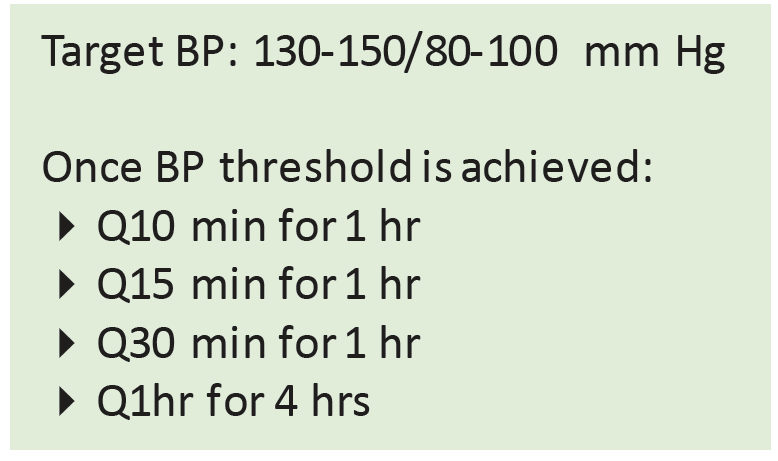 Target BP: 130-150/80-100 mm Hg
Once BP threshold is achieved:
Q10 min for 1 hr
Q15 min for 1 hr
Q30 min for 1 hr
Q1hr for 4 hrs